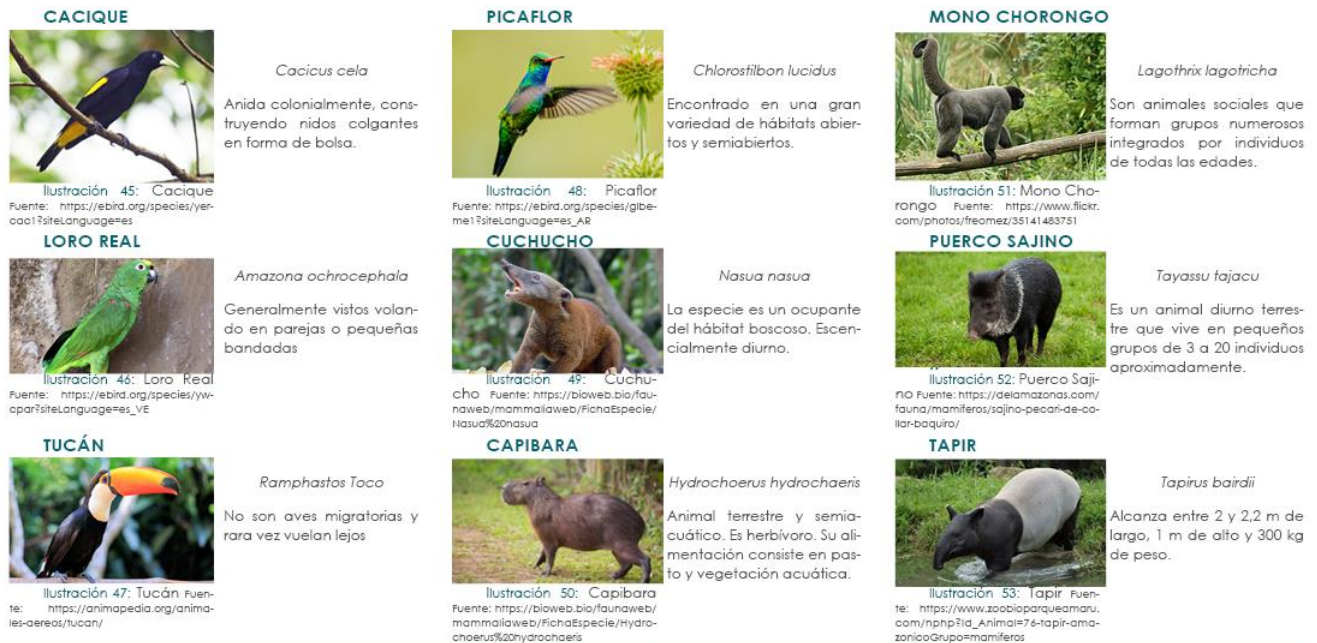 CACIQUE
Cacicus cela
Anida colonialmente, cons-
truyendo nidos colgantes
en forma de bolsa.
Ilustración 45: Cacique
Fuente: https://ebird.org/species/yer-
cac1?siteLanguage=es
LORO REAL
Amazona ochrocephala
Generalmente vistos volan-
do en parejas o pequeñas
bandadas
Ilustración 46: Loro Real
Fuente: https://ebird.org/species/yw-
cpar?siteLanguage=es_VE
TUCÁN
Ramphastos Toco
No son aves migratorias y
rara vez vuelan lejos
Ilustración 47: Tucán Fuen-
te: https://animapedia.org/anima-
les-aereos/tucan/
PICAFLOR
Chlorostilbon lucidus
Encontrado en una gran
variedad de hábitats abier-
tos y semiabiertos.
Ilustración 48: Picaflor
Fuente: https://ebird.org/species/glbe-
me1?siteLanguage=es_AR
CUCHUCHO
Nasua nasua
La especie es un ocupante
del hábitat boscoso. Escen-
cialmente diurno.
Ilustración 49: Cuchu-
cho Fuente: https://bioweb.bio/fau-
naweb/mammaliaweb/FichaEspecie/
Nasua%20nasua
CAPIBARA
Hydrochoerus hydrochaeris
Animal terrestre y semia-
cuático. Es herbívoro. Su ali-
mentación consiste en pas-
to y vegetación acuática.
Ilustración 50: Capibara
Fuente: https://bioweb.bio/faunaweb/
mammaliaweb/FichaEspecie/Hydro-
choerus%20hydrochaeris
MONO CHORONGO
Lagothrix lagotricha
Son animales sociales que
forman grupos numerosos
integrados por individuos
de todas las edades.
Ilustración 51: Mono Cho-
rongo Fuente: https://www.flickr.
com/photos/freomez/35141483751
PUERCO SAJINO
Tayassu tajacu
Es un animal diurno terres-
tre que vive en pequeños
grupos de 3 a 20 individuos
aproximadamente.
Ilustración 52: Puerco Saji-
no Fuente: https://delamazonas.com/
fauna/mamiferos/sajino-pecari-de-co-
llar-baquiro/
TAPIR
Tapirus bairdii
Alcanza entre 2 y 2,2 m de
largo, 1 m de alto y 300 kg
de peso.
Ilustración 53: Tapir Fuen-
te: https://www.zoobioparqueamaru.
com/nphp?Id_Animal=76-tapir-ama-
zonicoGrupo=mamiferos